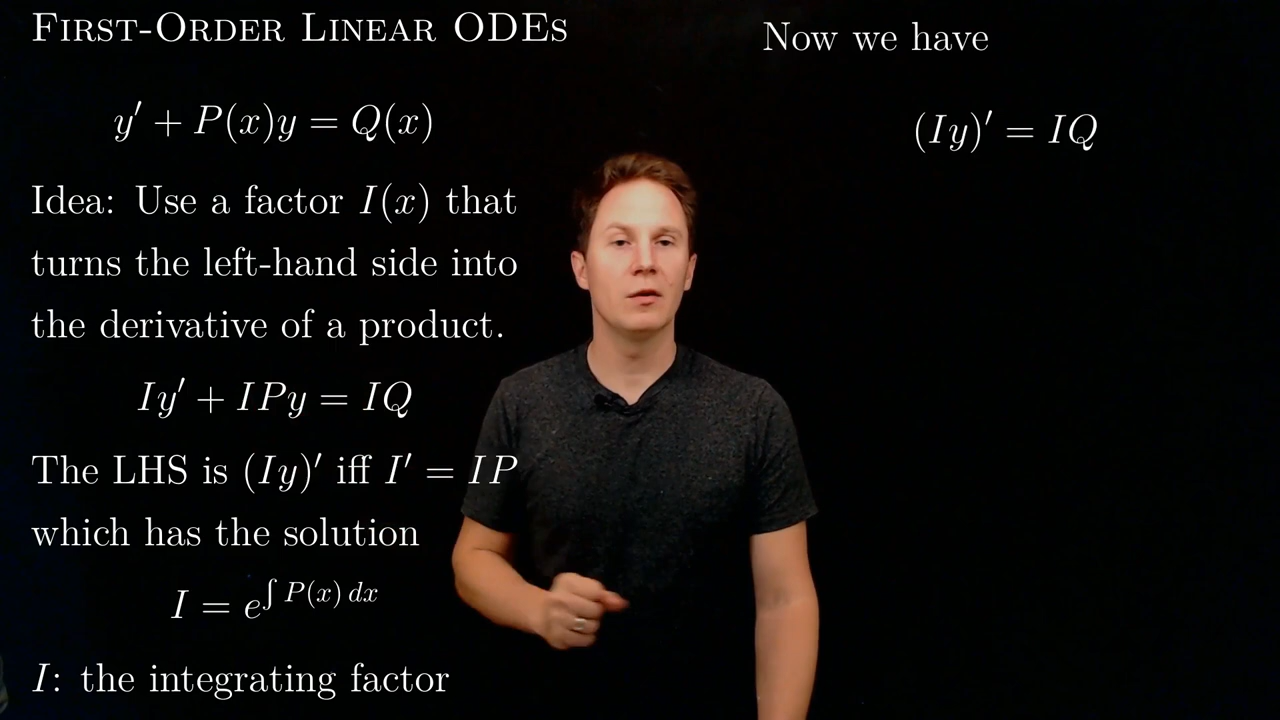 First-Order Linear ODEs
y′ + P(x)y = Q(x)
Idea: Use a factor I(x) that
turns the left-hand side into
the derivative of a product.
Iy′ + IPy = IQ
The LHS is (Iy)′ iff I′ = IP
which has the solution
I = e^{∫ P(x) dx}
I: the integrating factor
Now we have
(Iy)′ = IQ